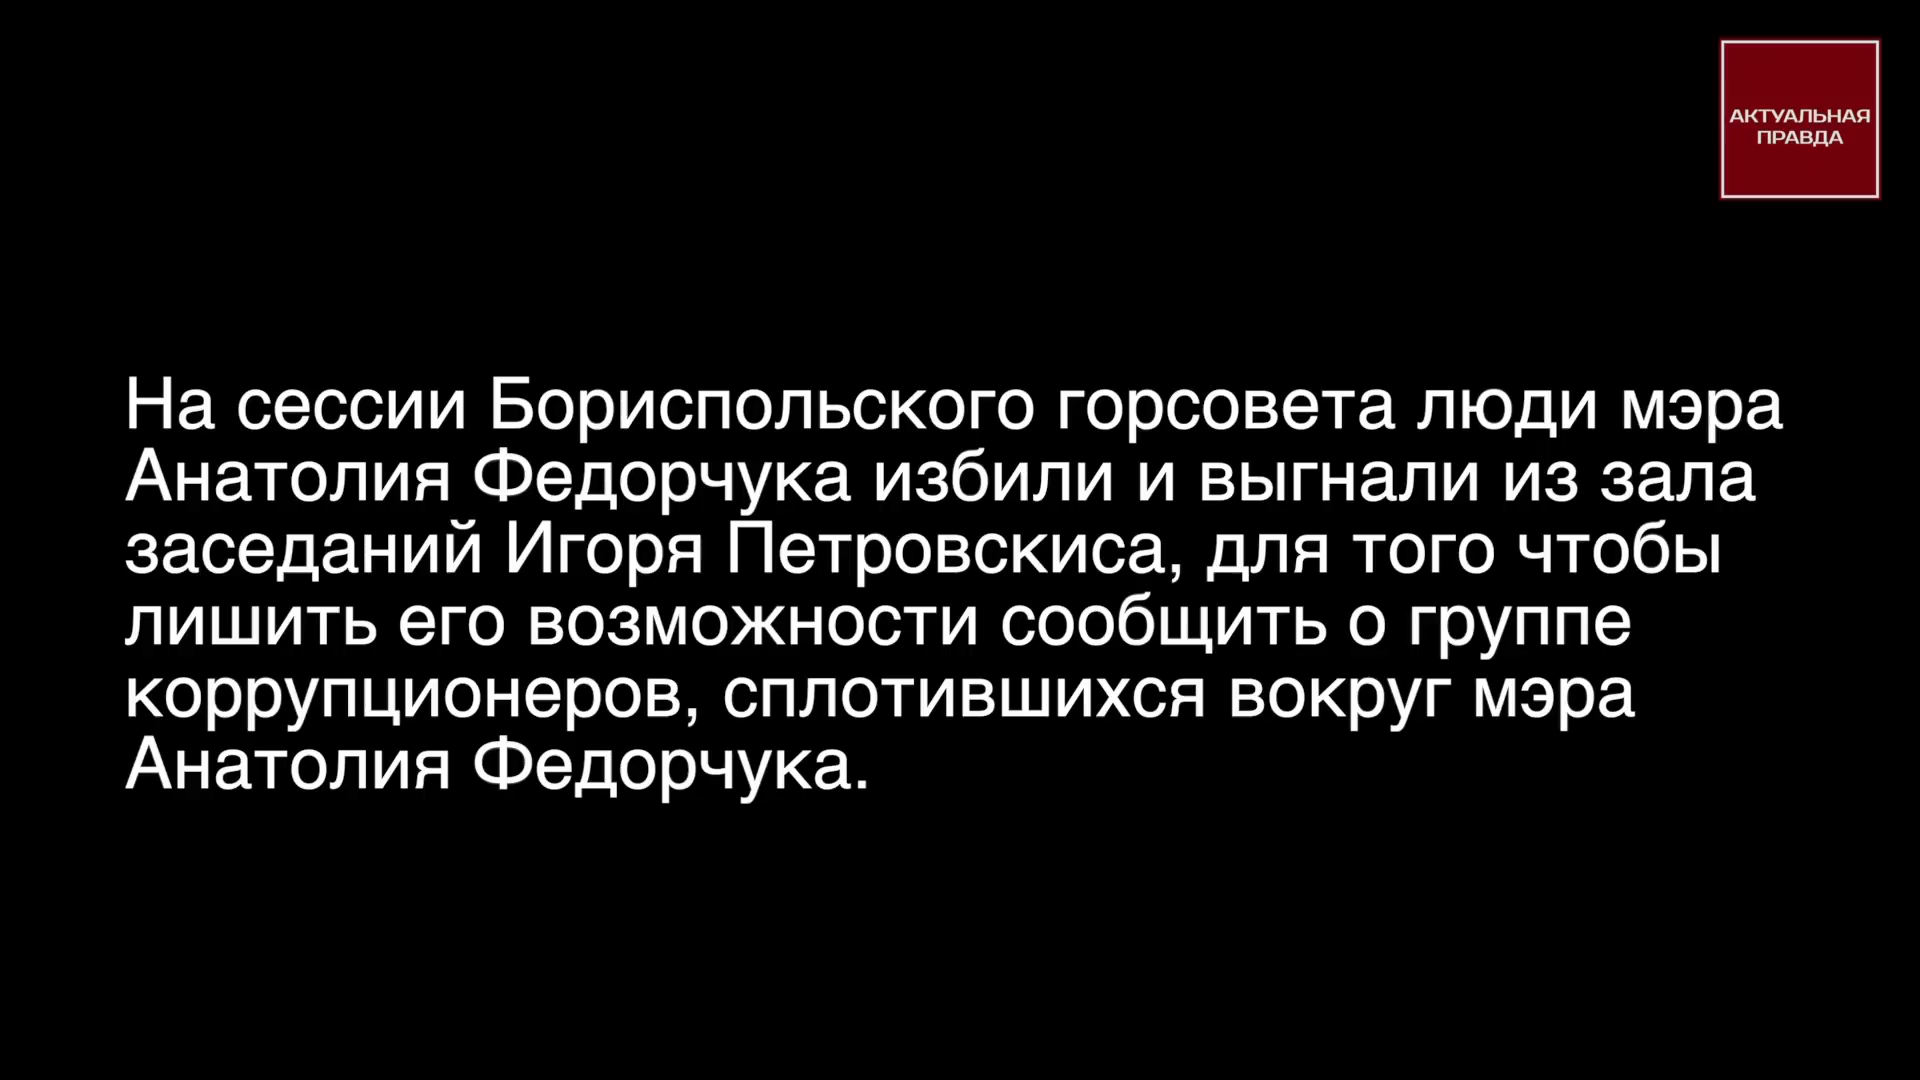 АКТУАЛЬНАЯ
ПРАВДА
На сессии Бориспольского горсовета люди мэра
Анатолия Федорчука избили и выгнали из зала
заседаний Игоря Петровскиса, для того чтобы
лишить его возможности сообщить о группе
коррупционеров, сплотившихся вокруг мэра
Анатолия Федорчука.